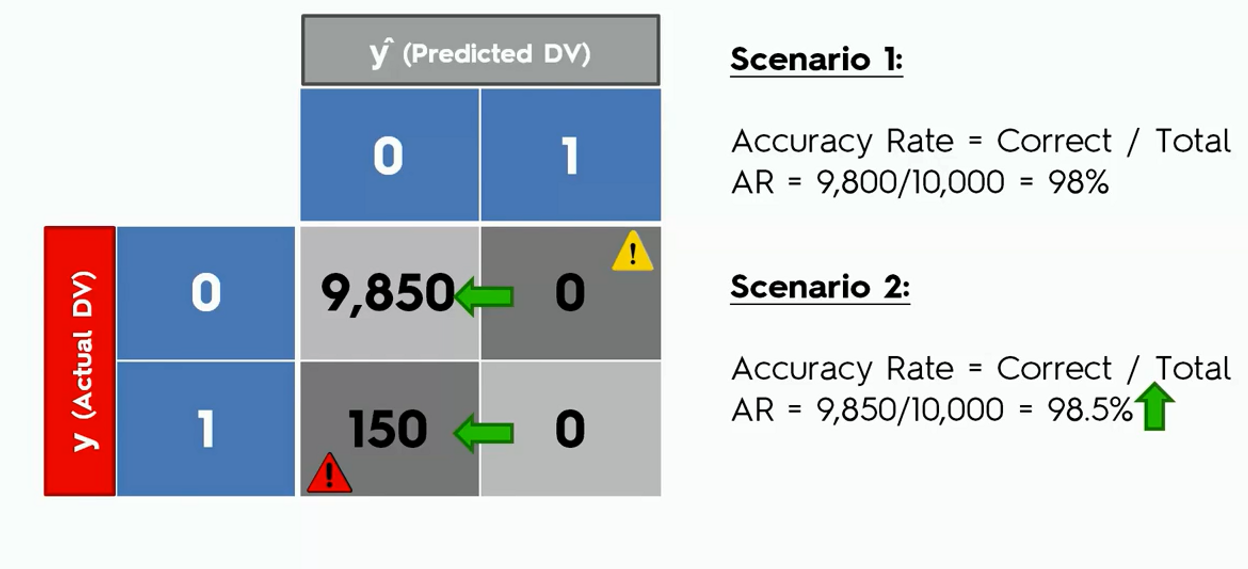 ŷ (Predicted DV)
0 1
y (Actual DV)
0 9,850 0
!
1 150 0
!
Scenario 1:
Accuracy Rate = Correct / Total
AR = 9,800/10,000 = 98%
Scenario 2:
Accuracy Rate = Correct / Total
AR = 9,850/10,000 = 98.5%